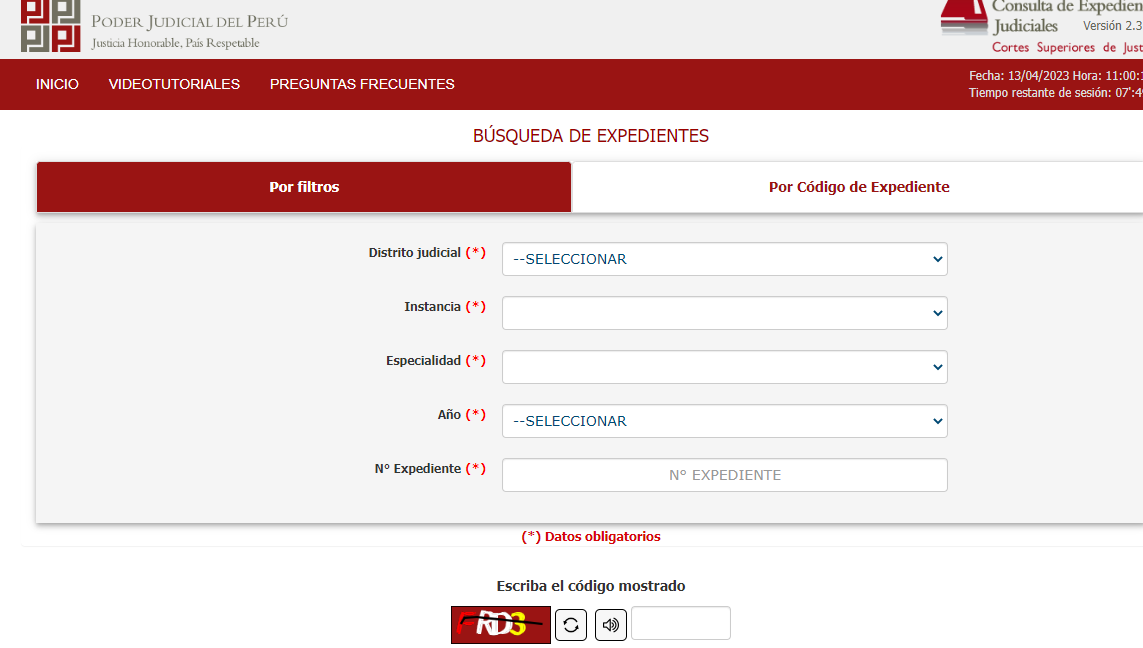 PODER JUDICIAL DEL PERÚ
Justicia Honorable, País Respetable
Consulta de Expedien
Judiciales Versión 2.3
Cortes Superiores de Just
INICIO VIDEOTUTORIALES PREGUNTAS FRECUENTES
Fecha: 13/04/2023 Hora: 11:00:
Tiempo restante de sesión: 07':4
BÚSQUEDA DE EXPEDIENTES
Por filtros Por Código de Expediente
Distrito judicial (*) --SELECCIONAR
Instancia (*)
Especialidad (*)
Año (*) --SELECCIONAR
N° Expediente (*) N° EXPEDIENTE
(*) Datos obligatorios
Escriba el código mostrado